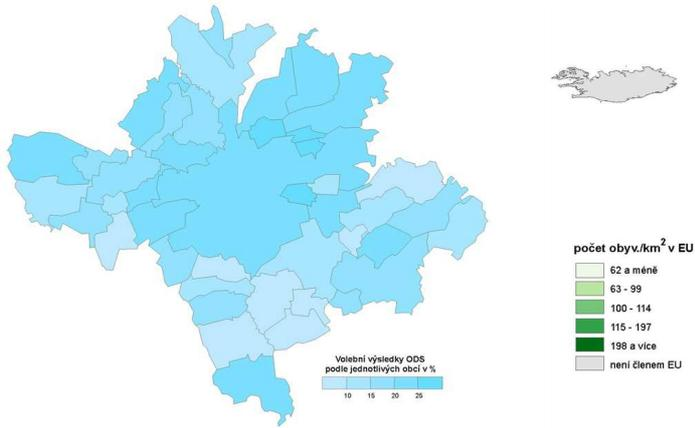 počet obyv./km² v EU
62 a méně
63 - 99
100 - 114
115 - 197
198 a více
není členem EU
Volební výsledky ODS
podle jednotlivých obcí v %
10 15 20 25